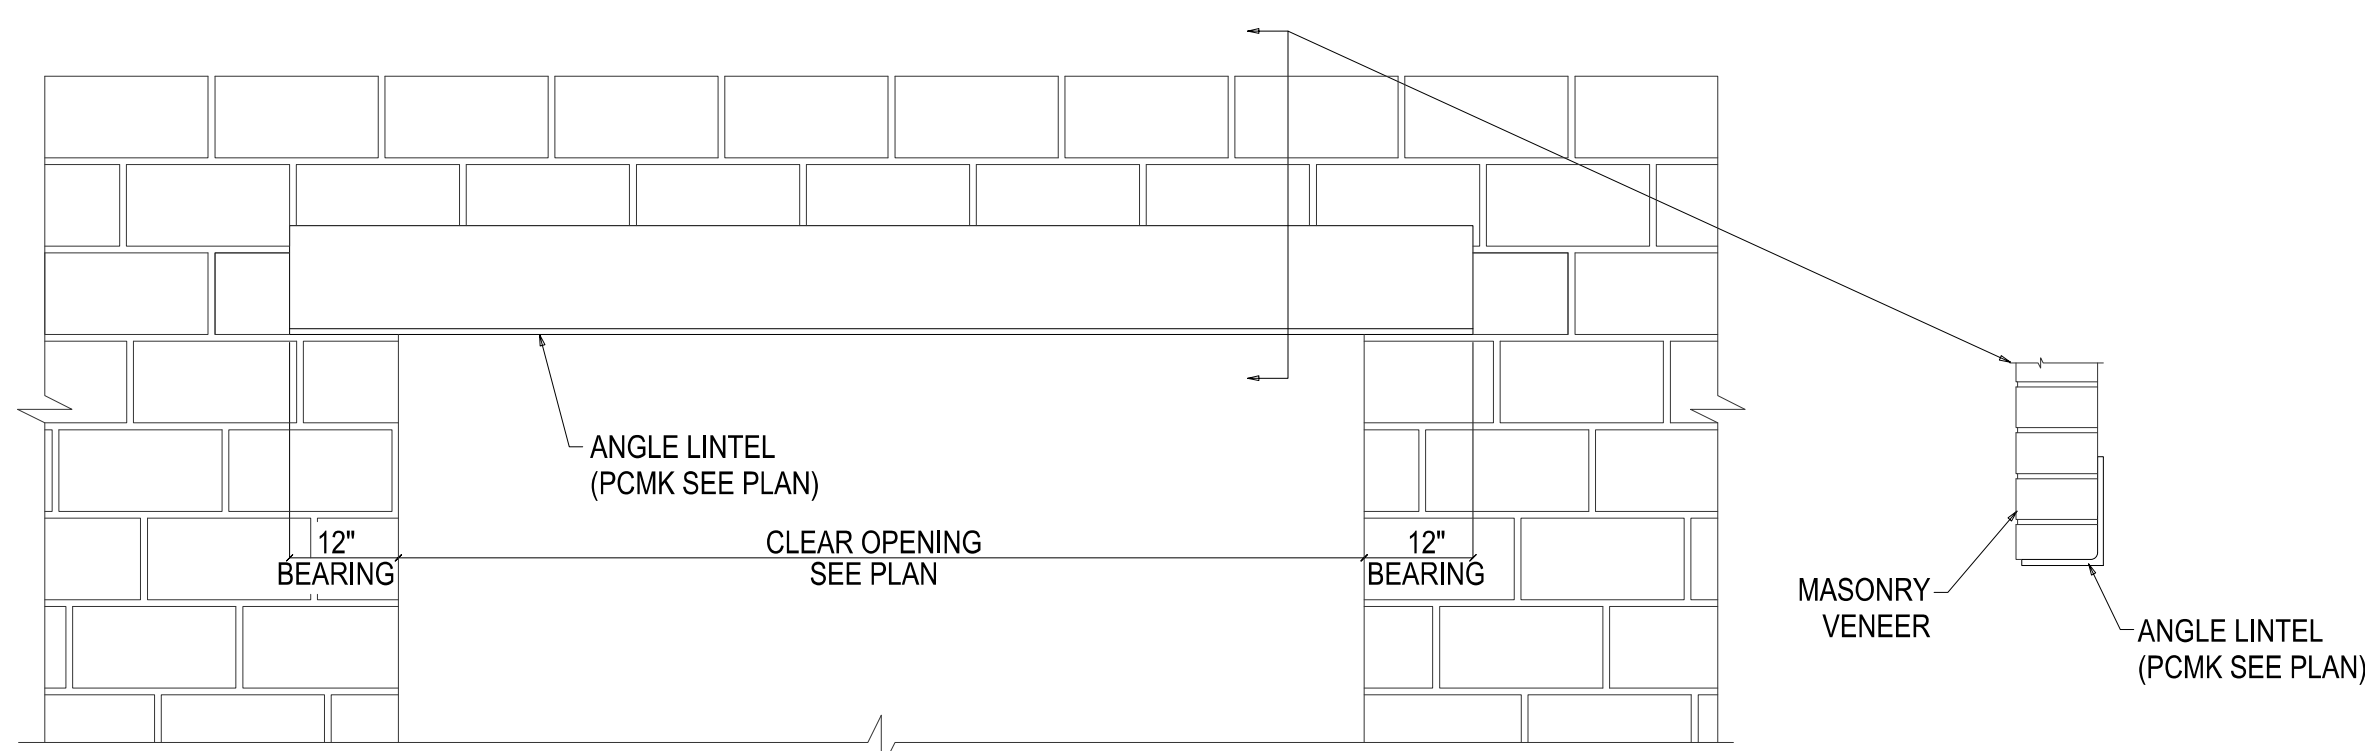 ANGLE LINTEL
(PCMK SEE PLAN)
12"
BEARING
CLEAR OPENING
SEE PLAN
12"
BEARING
MASONRY
VENEER
ANGLE LINTEL
(PCMK SEE PLAN)